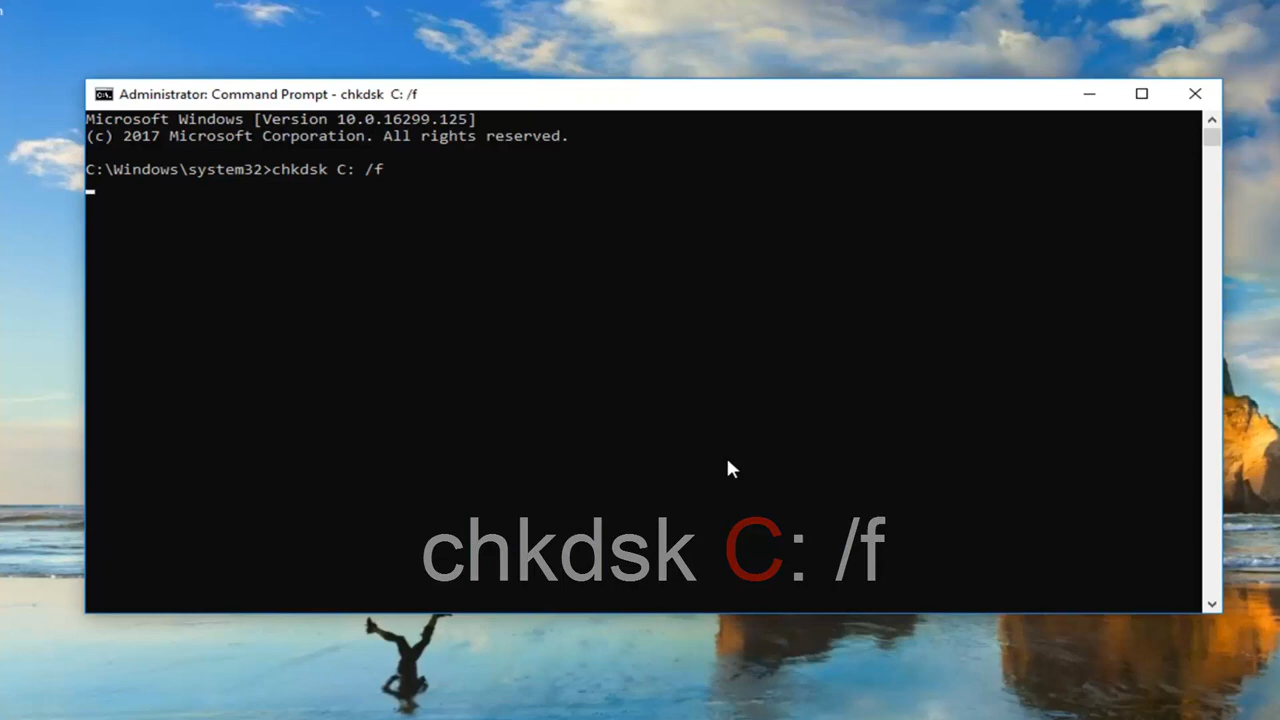 Administrator: Command Prompt - chkdsk  C: /f
Microsoft Windows [Version 10.0.16299.125]
(c) 2017 Microsoft Corporation. All rights reserved.
C:\Windows\system32>chkdsk C: /f
chkdsk C: /f